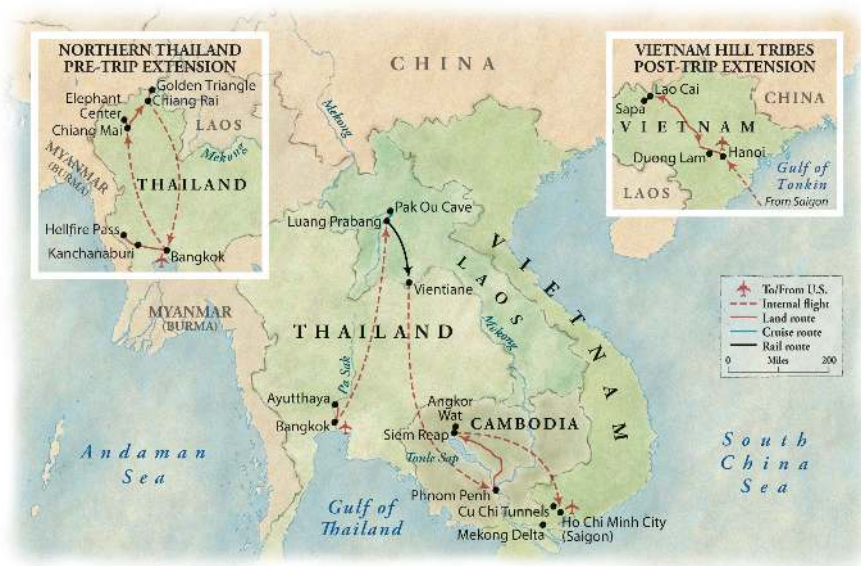 NORTHERN THAILAND
PRE-TRIP EXTENSION
Golden Triangle
Chiang Rai
Elephant
Center
Chiang Mai
LAOS
Mekong
MYANMAR
(BURMA)
THAILAND
Hellfire Pass
Kanchanaburi
Bangkok
CHINA
Mekong
VIETNAM HILL TRIBES
POST-TRIP EXTENSION
Lao Cai
Sapa
CHINA
VIETNAM
Duong Lam
Hanoi
Gulf of
Tonkin
LAOS
From Saigon
Pak Ou Cave
Luang Prabang
VIETNAM
LAOS
Vientiane
MYANMAR
(BURMA)
THAILAND
Mekong
To/From U.S.
Internal flight
Land route
Cruise route
Rail route
0 Miles 200
Pa Sak
Ayutthaya
Bangkok
Angkor
Wat
CAMBODIA
Siem Reap
Tonle Sap
Phnom Penh
Cu Chi Tunnels
Ho Chi Minh City
(Saigon)
Mekong Delta
Andaman
Sea
Gulf of
Thailand
South
China
Sea